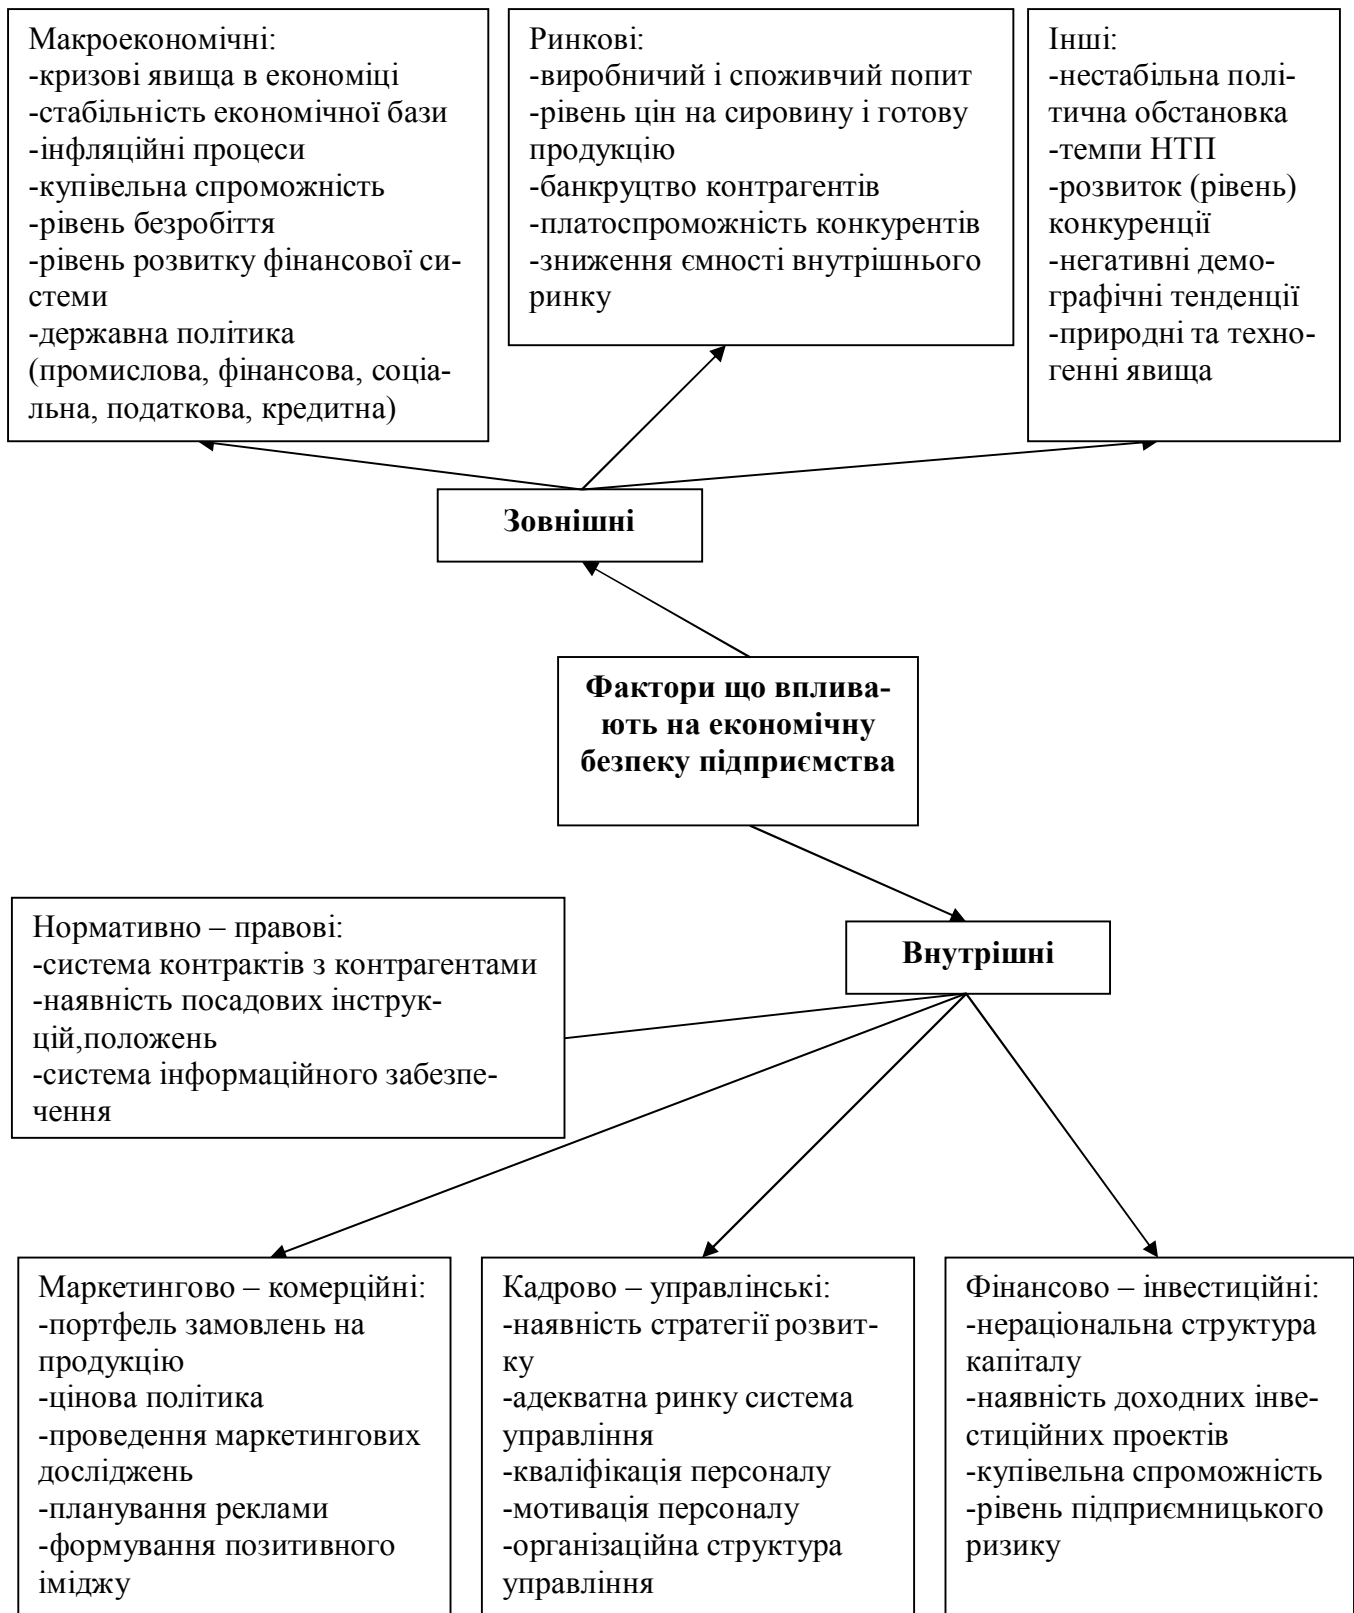 Макроекономічні:
-кризові явища в економіці
-стабільність економічної бази
-інфляційні процеси
-купівельна спроможність
-рівень безробіття
-рівень розвитку фінансової си-
стеми
-державна політика
(промислова, фінансова, соціа-
льна, податкова, кредитна)
Ринкові:
-виробничий і споживчий попит
-рівень цін на сировину і готову
продукцію
-банкруцтво контрагентів
-платоспроможність конкурентів
-зниження ємності внутрішнього
ринку
Інші:
-нестабільна полі-
тична обстановка
-темпи НТП
-розвиток (рівень)
конкуренції
-негативні демо-
графічні тенденції
-природні та техно-
генні явища
Зовнішні
Фактори що вплива-
ють на економічну
безпеку підприємства
Внутрішні
Нормативно – правові:
-система контрактів з контрагентами
-наявність посадових інструк-
цій,положень
-система інформаційного забезпе-
чення
Маркетингово – комерційні:
-портфель замовлень на
продукцію
-цінова політика
-проведення маркетингових
досліджень
-планування реклами
-формування позитивного
іміджу
Кадрово – управлінські:
-наявність стратегії розвит-
ку
-адекватна ринку система
управління
-кваліфікація персоналу
-мотивація персоналу
-організаційна структура
управління
Фінансово – інвестиційні:
-нераціональна структура
капіталу
-наявність доходних інве-
стиційних проектів
-купівельна спроможність
-рівень підприємницького
ризику